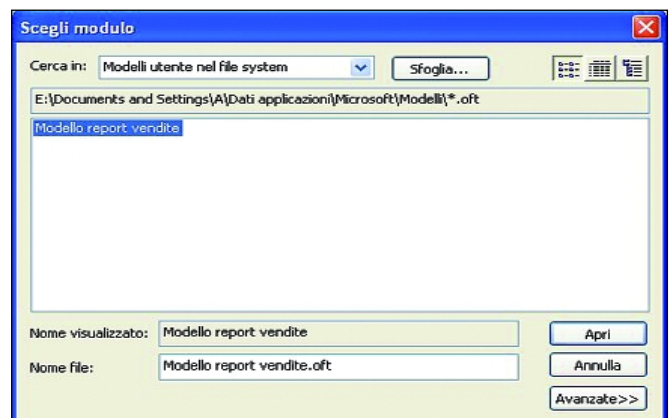 Scegli modulo
Cerca in: Modelli utente nel file system Sfoglia...
E:\Documents and Settings\A\Dati applicazioni\Microsoft\Modelli\*.oft
Modello report vendite
Nome visualizzato: Modello report vendite Apri
Nome file: Modello report vendite.oft Annulla
Avanzate>>